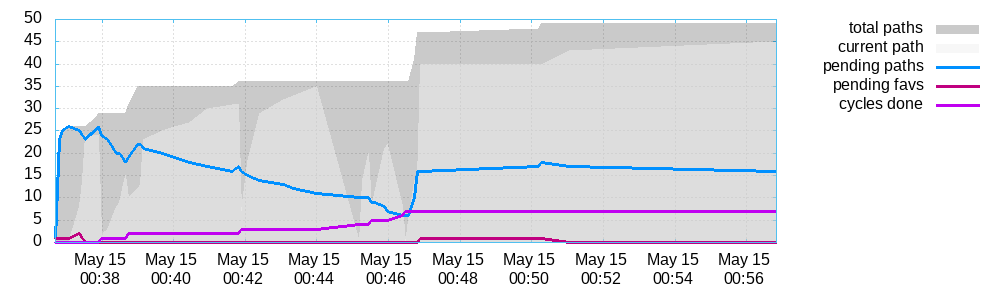 50
45
40
35
30
25
20
15
10
5
0
May 15 May 15 May 15 May 15 May 15 May 15 May 15 May 15 May 15 May 15
00:38 00:40 00:42 00:44 00:46 00:48 00:50 00:52 00:54 00:56
total paths
current path
pending paths
pending favs
cycles done